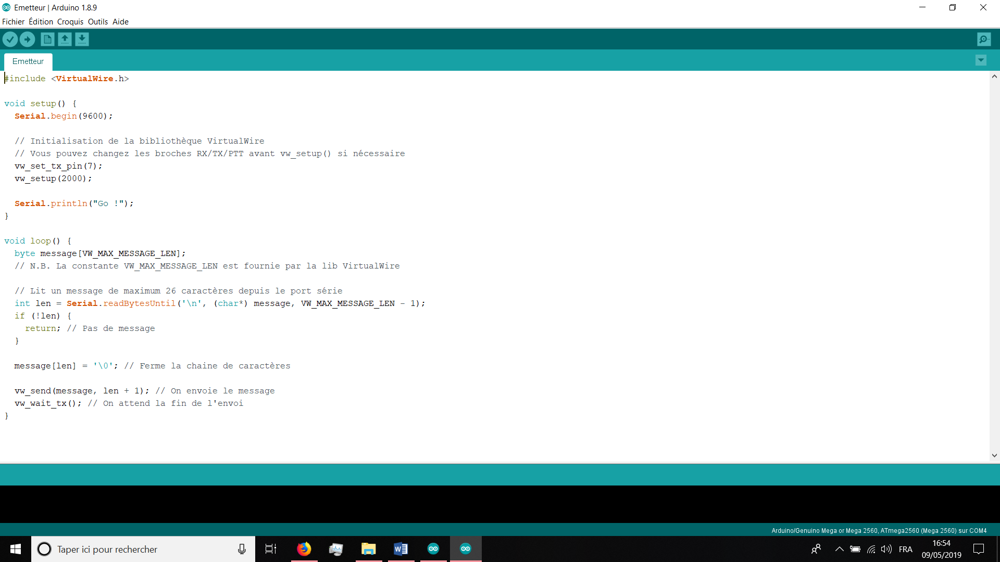 Emetteur | Arduino 1.8.9
Fichier Édition Croquis Outils Aide
Emetteur
#include <VirtualWire.h>
void setup() {
Serial.begin(9600);
// Initialisation de la bibliothèque VirtualWire
// Vous pouvez changez les broches RX/TX/PTT avant vw_setup() si nécessaire
vw_set_tx_pin(7);
vw_setup(2000);
Serial.println("Go !");
}
void loop() {
byte message[VW_MAX_MESSAGE_LEN];
// N.B. La constante VW_MAX_MESSAGE_LEN est fournie par la lib VirtualWire
// Lit un message de maximum 26 caractères depuis le port série
int len = Serial.readBytesUntil('\n', (char*) message, VW_MAX_MESSAGE_LEN - 1);
if (!len) {
return; // Pas de message
}
message[len] = '\0'; // Ferme la chaine de caractères
vw_send(message, len + 1); // On envoie le message
vw_wait_tx(); // On attend la fin de l'envoi
}
Arduino/Genuino Mega or Mega 2560, ATmega2560 (Mega 2560) sur COM4
Taper ici pour rechercher
FRA
16:54
09/05/2019